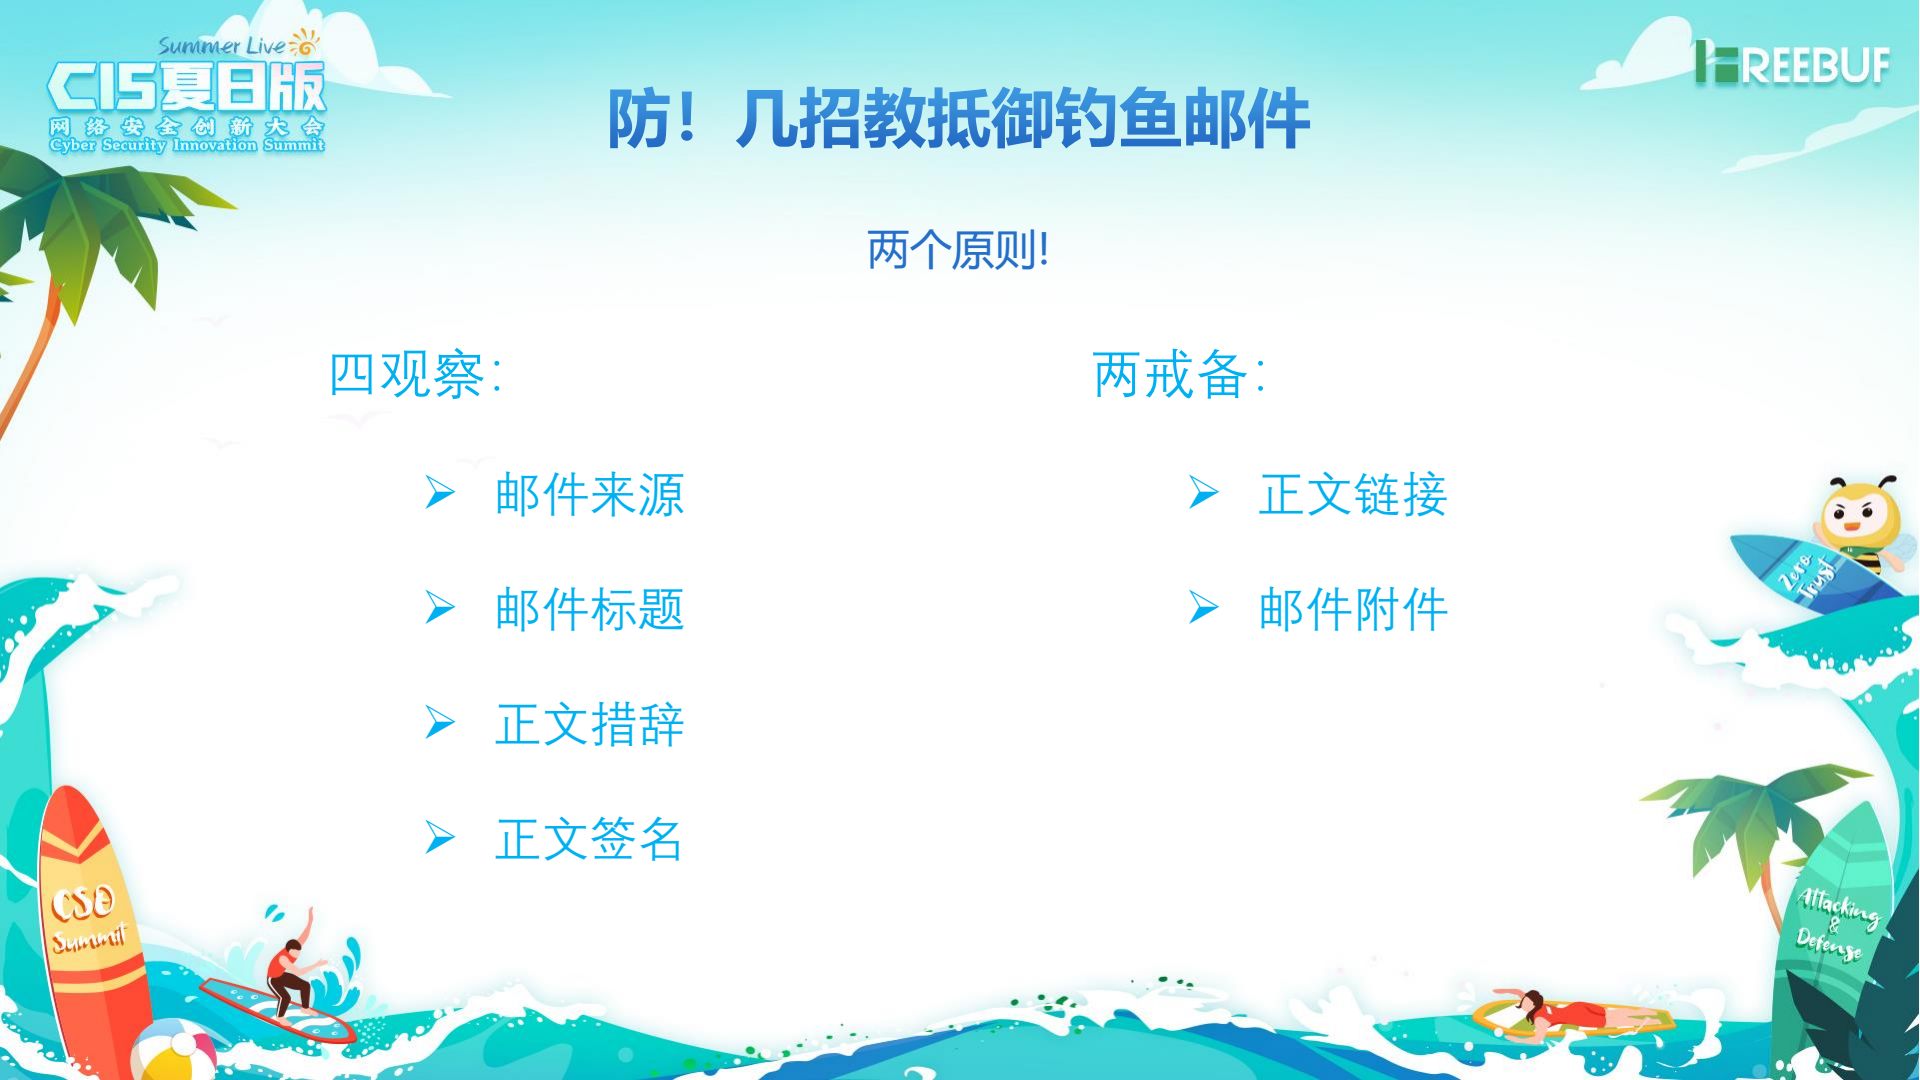 Summer Live
CIS夏日版
网络安全创新大会
Cyber Security Innovation Summit
FREEBUF
防！几招教抵御钓鱼邮件
两个原则!
四观察：
邮件来源
邮件标题
正文措辞
正文签名
两戒备：
正文链接
邮件附件
Zero
Trust
CSO
Summit
Attacking
&
Defense